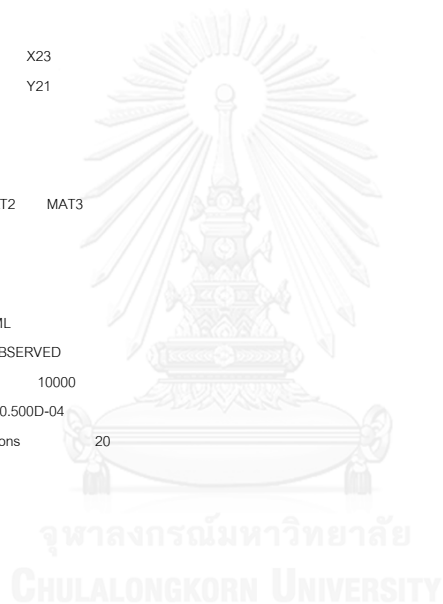 X23
Y21
T2 MAT3
ML
BSERVED
10000
0.500D-04
ons 20
จุฬาลงกรณ์มหาวิทยาลัย
CHULALONGKORN UNIVERSITY